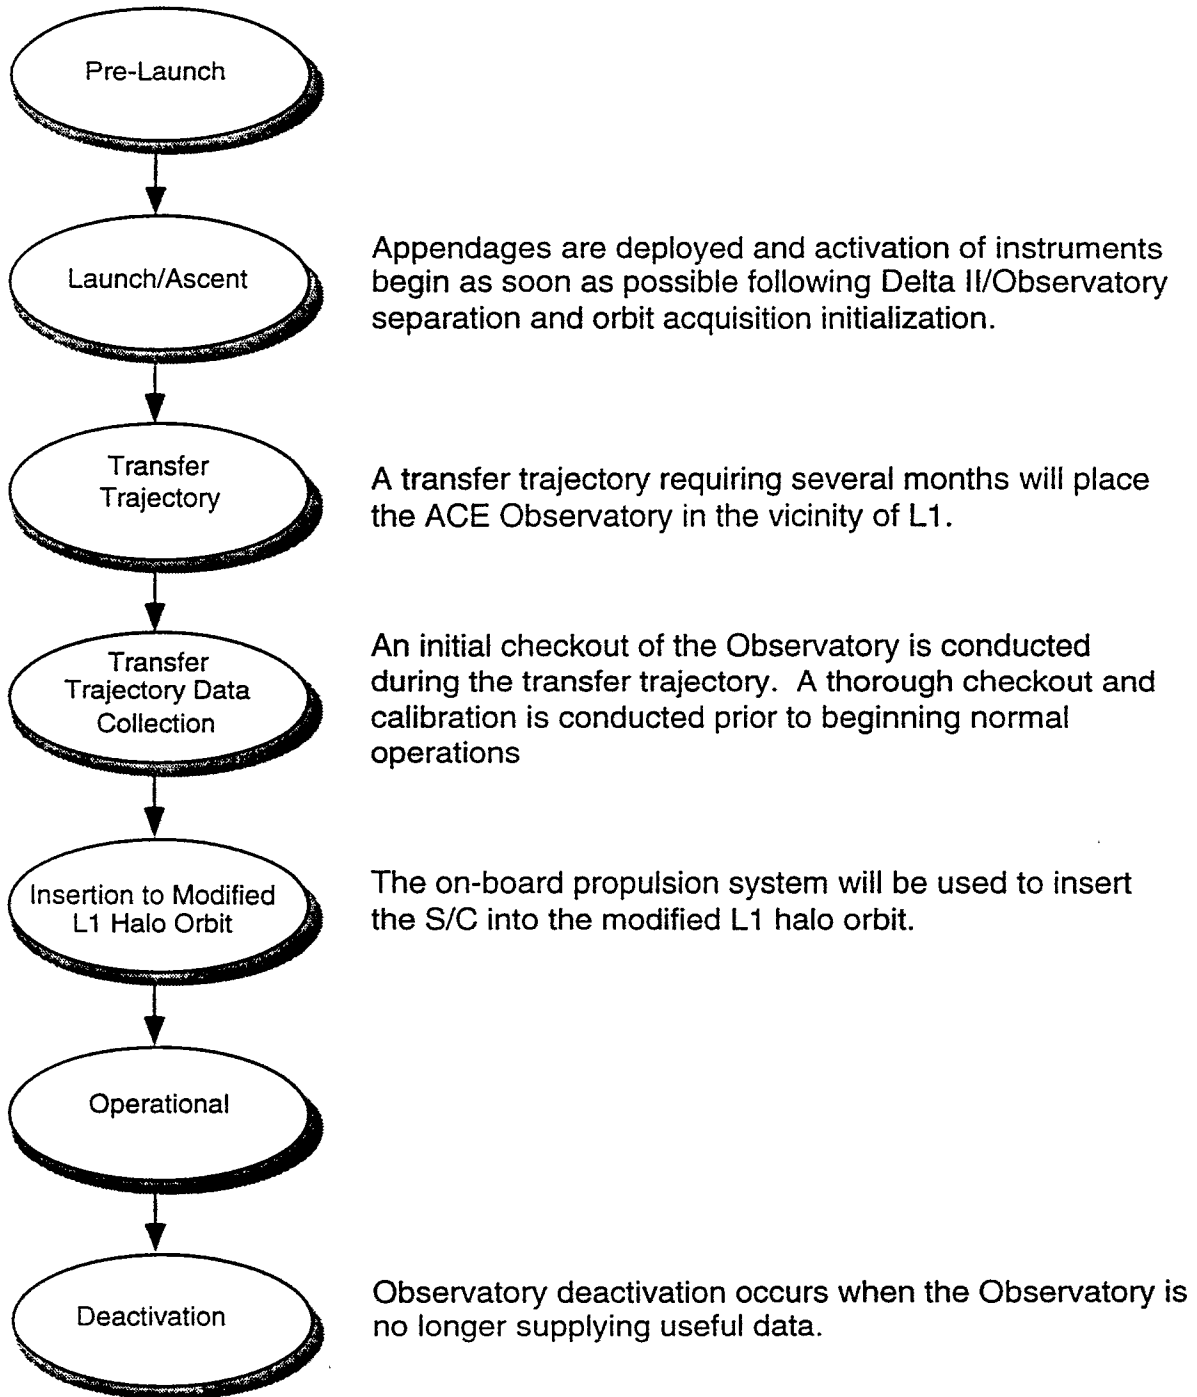 Pre-Launch
Launch/Ascent
Appendages are deployed and activation of instruments
begin as soon as possible following Delta II/Observatory
separation and orbit acquisition initialization.
Transfer
Trajectory
A transfer trajectory requiring several months will place
the ACE Observatory in the vicinity of L1.
Transfer
Trajectory Data
Collection
An initial checkout of the Observatory is conducted
during the transfer trajectory.  A thorough checkout and
calibration is conducted prior to beginning normal
operations
Insertion to Modified
L1 Halo Orbit
The on-board propulsion system will be used to insert
the S/C into the modified L1 halo orbit.
Operational
Deactivation
Observatory deactivation occurs when the Observatory is
no longer supplying useful data.